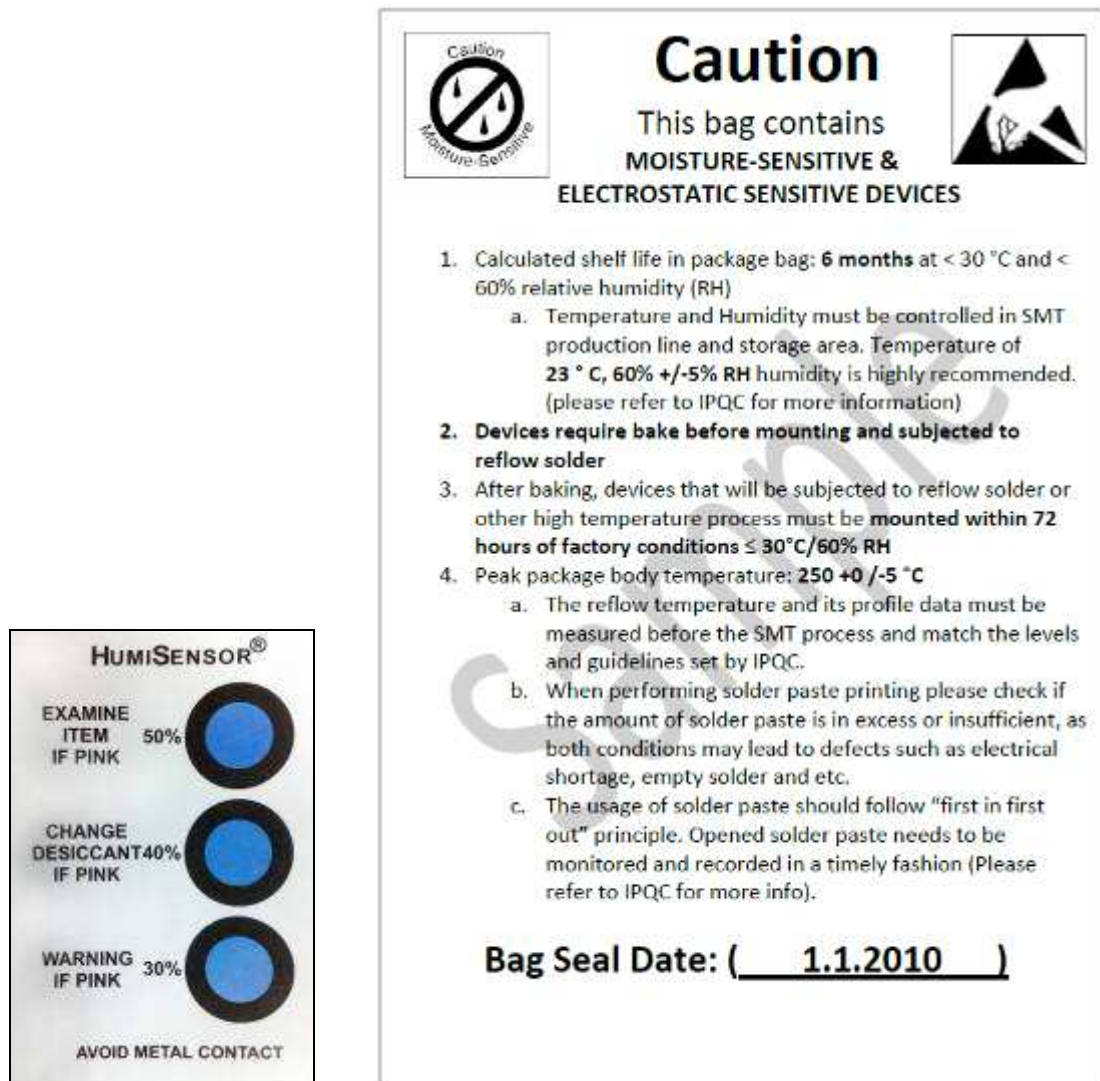 Caution
Moisture-Sensitive
Caution
This bag contains
MOISTURE-SENSITIVE &
ELECTROSTATIC SENSITIVE DEVICES
1. Calculated shelf life in package bag: 6 months at < 30 °C and <
60% relative humidity (RH)
a. Temperature and Humidity must be controlled in SMT
production line and storage area. Temperature of
23 ° C, 60% +/-5% RH humidity is highly recommended.
(please refer to IPQC for more information)
2. Devices require bake before mounting and subjected to
reflow solder
3. After baking, devices that will be subjected to reflow solder or
other high temperature process must be mounted within 72
hours of factory conditions ≤ 30°C/60% RH
4. Peak package body temperature: 250 +0 /-5 °C
a. The reflow temperature and its profile data must be
measured before the SMT process and match the levels
and guidelines set by IPQC.
b. When performing solder paste printing please check if
the amount of solder paste is in excess or insufficient, as
both conditions may lead to defects such as electrical
shortage, empty solder and etc.
c. The usage of solder paste should follow “first in first
out” principle. Opened solder paste needs to be
monitored and recorded in a timely fashion (Please
refer to IPQC for more info).
Bag Seal Date: ( 1.1.2010 )
Sample
HUMISENSOR®
EXAMINE
ITEM 50%
IF PINK
CHANGE
DESICCANT 40%
IF PINK
WARNING 30%
IF PINK
AVOID METAL CONTACT